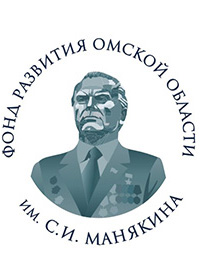 ФОНД РАЗВИТИЯ ОМСКОЙ ОБЛАСТИ
ИМ. С.И. МАНЯКИНА